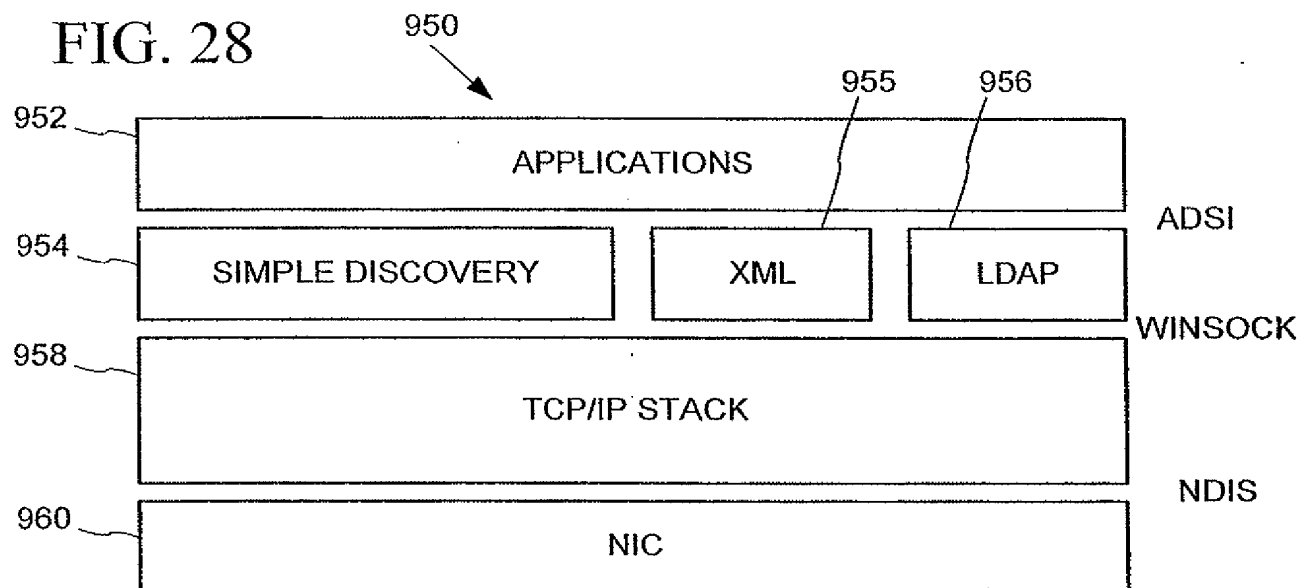 FIG. 28
950
952
955
956
APPLICATIONS
ADSI
954
SIMPLE DISCOVERY
XML
LDAP
WINSOCK
958
TCP/IP STACK
NDIS
960
NIC